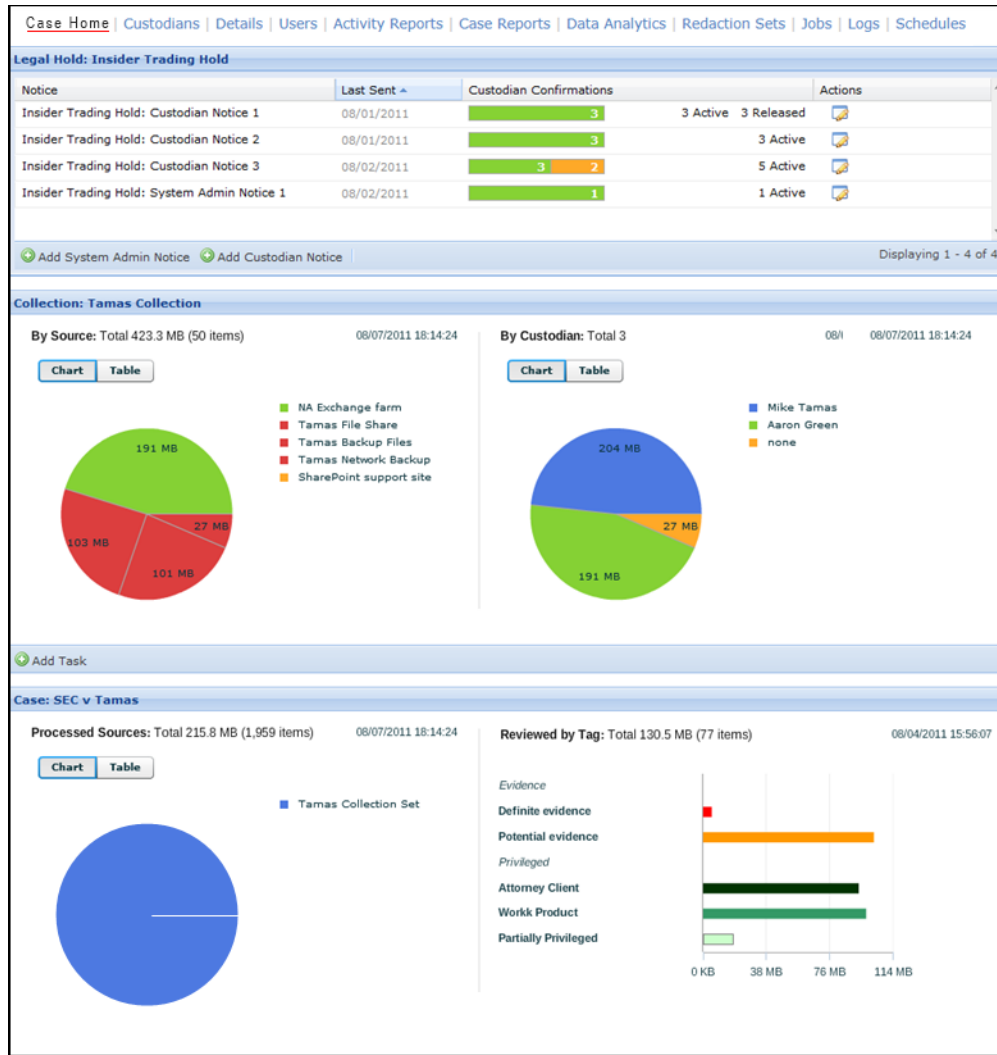 Case Home | Custodians | Details | Users | Activity Reports | Case Reports | Data Analytics | Redaction Sets | Jobs | Logs | Schedules
Legal Hold: Insider Trading Hold
Notice Last Sent Custodian Confirmations Actions
Insider Trading Hold: Custodian Notice 1 08/01/2011 3 3 Active 3 Released
Insider Trading Hold: Custodian Notice 2 08/01/2011 3 3 Active
Insider Trading Hold: Custodian Notice 3 08/02/2011 3 2 5 Active
Insider Trading Hold: System Admin Notice 1 08/02/2011 1 1 Active
Add System Admin Notice Add Custodian Notice Displaying 1 - 4 of 4
Collection: Tamas Collection
By Source: Total 423.3 MB (50 items) 08/07/2011 18:14:24
Chart Table
NA Exchange farm
Tamas File Share
Tamas Backup Files
Tamas Network Backup
SharePoint support site
191 MB
27 MB
103 MB
101 MB
By Custodian: Total 3 08/ 08/07/2011 18:14:24
Chart Table
Mike Tamas
Aaron Green
none
204 MB
27 MB
191 MB
Add Task
Case: SEC v Tamas
Processed Sources: Total 215.8 MB (1,959 items) 08/07/2011 18:14:24
Chart Table
Tamas Collection Set
Reviewed by Tag: Total 130.5 MB (77 items) 08/04/2011 15:56:07
Evidence
Definite evidence
Potential evidence
Privileged
Attorney Client
Workk Product
Partially Privileged
0 KB 38 MB 76 MB 114 MB